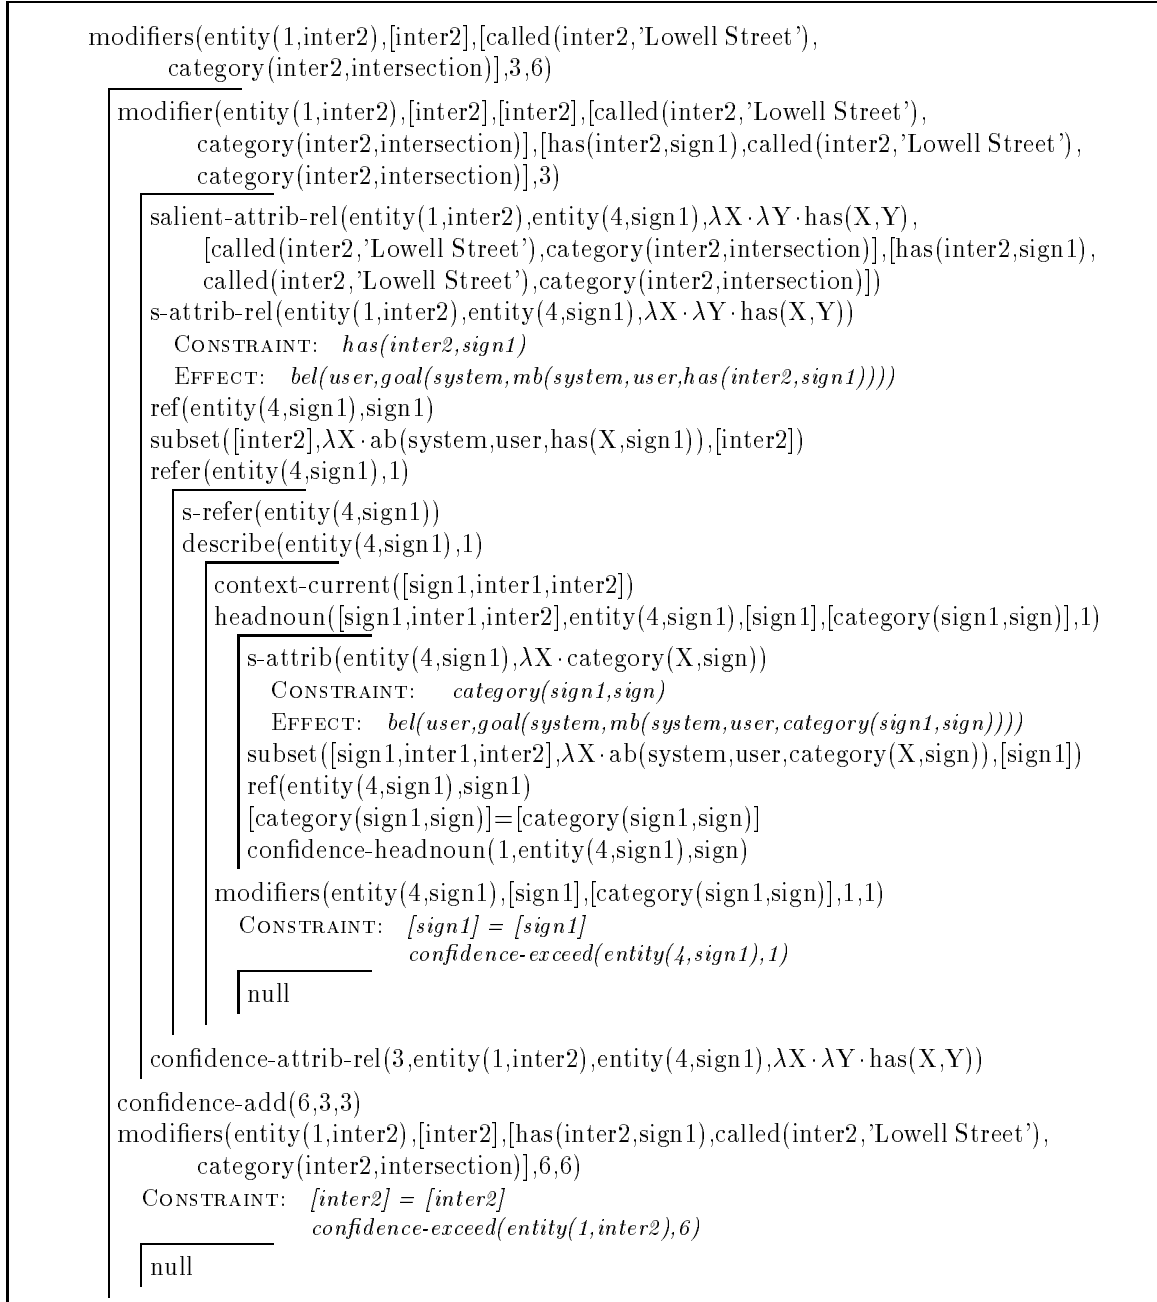 modifiers(entity(1,inter2),[inter2],[called(inter2,'Lowell Street'),
category(inter2,intersection)],3,6)
modifier(entity(1,inter2),[inter2],[inter2],[called(inter2,'Lowell Street'),
category(inter2,intersection)],[has(inter2,sign1),called(inter2,'Lowell Street'),
category(inter2,intersection)],3)
salient-attrib-rel(entity(1,inter2),entity(4,sign1),λX·λY·has(X,Y),
[called(inter2,'Lowell Street'),category(inter2,intersection)],[has(inter2,sign1),
called(inter2,'Lowell Street'),category(inter2,intersection)])
s-attrib-rel(entity(1,inter2),entity(4,sign1),λX·λY·has(X,Y))
CONSTRAINT: has(inter2,sign1)
EFFECT: bel(user,goal(system,mb(system,user,has(inter2,sign1))))
ref(entity(4,sign1),sign1)
subset([inter2],λX·ab(system,user,has(X,sign1)),[inter2])
refer(entity(4,sign1),1)
s-refer(entity(4,sign1))
describe(entity(4,sign1),1)
context-current([sign1,inter1,inter2])
headnoun([sign1,inter1,inter2],entity(4,sign1),[sign1],[category(sign1,sign)],1)
s-attrib(entity(4,sign1),λX·category(X,sign))
CONSTRAINT: category(sign1,sign)
EFFECT: bel(user,goal(system,mb(system,user,category(sign1,sign))))
subset([sign1,inter1,inter2],λX·ab(system,user,category(X,sign)),[sign1])
ref(entity(4,sign1),sign1)
[category(sign1,sign)]=[category(sign1,sign)]
confidence-headnoun(1,entity(4,sign1),sign)
modifiers(entity(4,sign1),[sign1],[category(sign1,sign)],1,1)
CONSTRAINT: [sign1] = [sign1]
confidence-exceed(entity(4,sign1),1)
null
confidence-attrib-rel(3,entity(1,inter2),entity(4,sign1),λX·λY·has(X,Y))
confidence-add(6,3,3)
modifiers(entity(1,inter2),[inter2],[has(inter2,sign1),called(inter2,'Lowell Street'),
category(inter2,intersection)],6,6)
CONSTRAINT: [inter2] = [inter2]
confidence-exceed(entity(1,inter2),6)
null